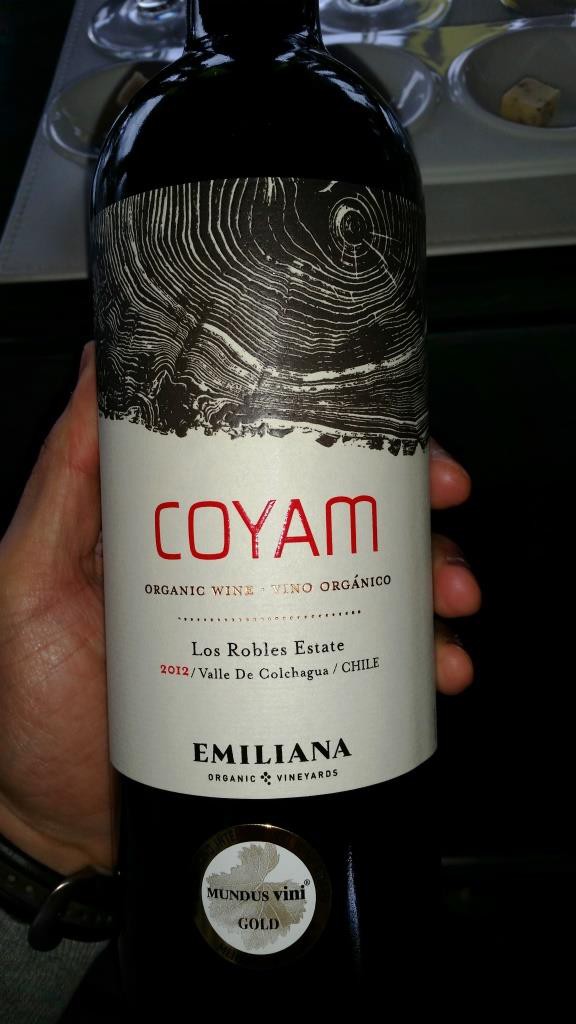 COYAM
ORGANIC WINE · VINO ORGÁNICO
Los Robles Estate
2012/Valle De Colchagua / CHILE
EMILIANA
ORGANIC VINEYARDS
MUNDUS vini®
GOLD